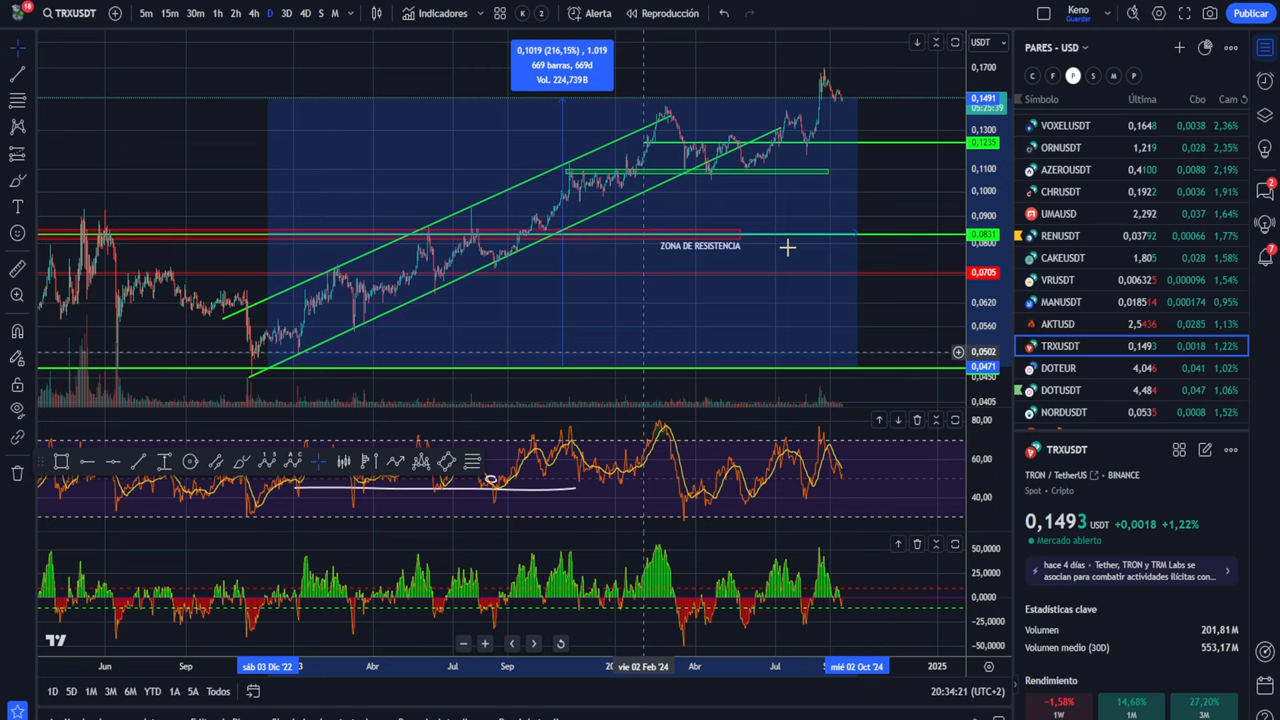 18
TRXUSDT
5m 15m 30m 1h 2h 4h D 3D 4D S M
Indicadores
K 2
Alerta
Reproducción
Keno
Guardar
Publicar
USDT
0,1019 (216,15%) , 1.019
669 barras, 669d
Vol. 224,739B
0,1700
0,1491
05:25:39
0,1300
0,1235
0,1100
0,1000
0,0900
0,0831
0,0800
0,0705
0,0620
0,0560
0,0502
0,0471
0,0450
0,0405
ZONA DE RESISTENCIA
80,00
60,00
40,00
50,0000
25,0000
0,0000
−25,0000
−50,0000
Jun Sep sáb 03 Dic '22 Abr Jul Sep vie 02 Feb '24 Abr Jul mié 02 Oct '24 2025
1D 5D 1M 3M 6M YTD 1A 5A Todos
20:34:21 (UTC+2)
PARES - USD
C F P S M P
Símbolo Última Cbo Cam
VOXELUSDT 0,1648 0,0038 2,36%
ORNUSDT 1,219 0,028 2,35%
AZEROUSDT 0,4100 0,0088 2,19%
CHRUSDT 0,1922 0,0036 1,91%
UMAUSD 2,292 0,037 1,64%
RENUSDT 0,03792 0,00066 1,77%
CAKEUSDT 1,805 0,028 1,58%
VRUSDT 0,006325 0,000096 1,54%
MANUSDT 0,018514 0,000174 0,95%
AKTUSD 2,5436 0,0285 1,13%
TRXUSDT 0,1493 0,0018 1,22%
DOTEUR 4,046 0,041 1,02%
DOTUSDT 4,484 0,047 1,06%
NORDUSDT 0,0535 0,0008 1,52%
TRXUSDT
TRON / TetherUS • BINANCE
Spot • Cripto
0,1493 USDT +0,0018 +1,22%
Mercado abierto
hace 4 días • Tether, TRON y TRM Labs se
asocian para combatir actividades ilícitas con...
Estadísticas clave
Volumen 201,81M
Volumen medio (30D) 553,17M
Rendimiento
−1,58% 14,68% 27,20%
1W 1M 3M
2
7